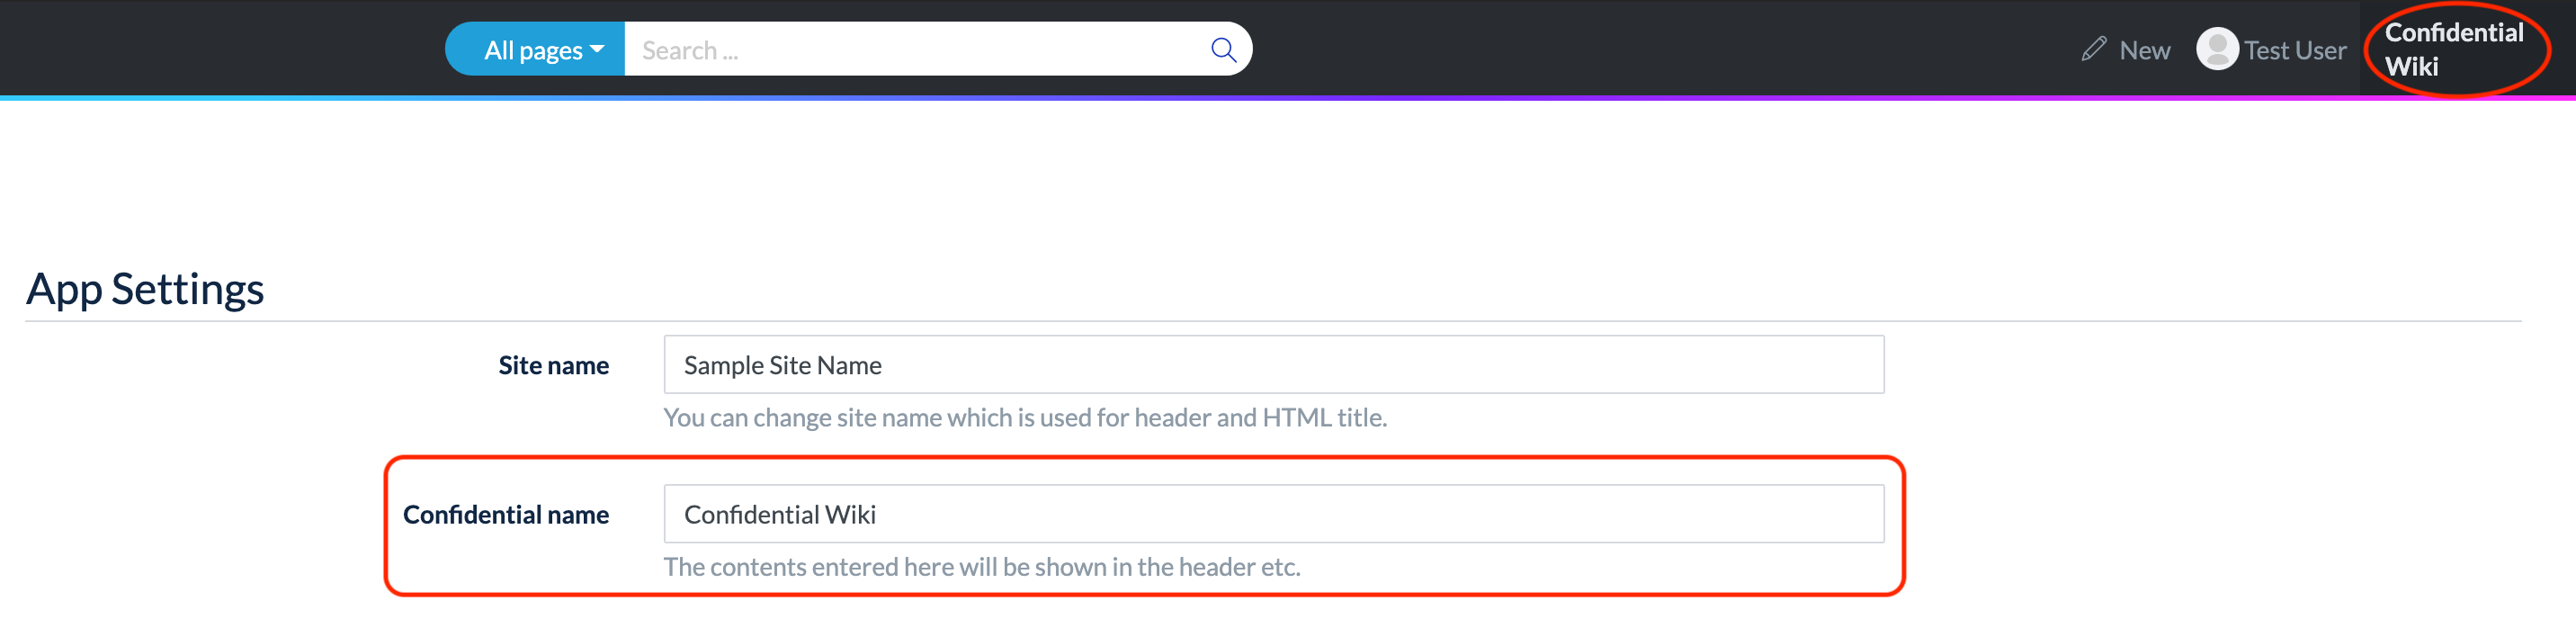 All pages
Search ...
New
Test User
Confidential
Wiki
App Settings
Site name
Sample Site Name
You can change site name which is used for header and HTML title.
Confidential name
Confidential Wiki
The contents entered here will be shown in the header etc.